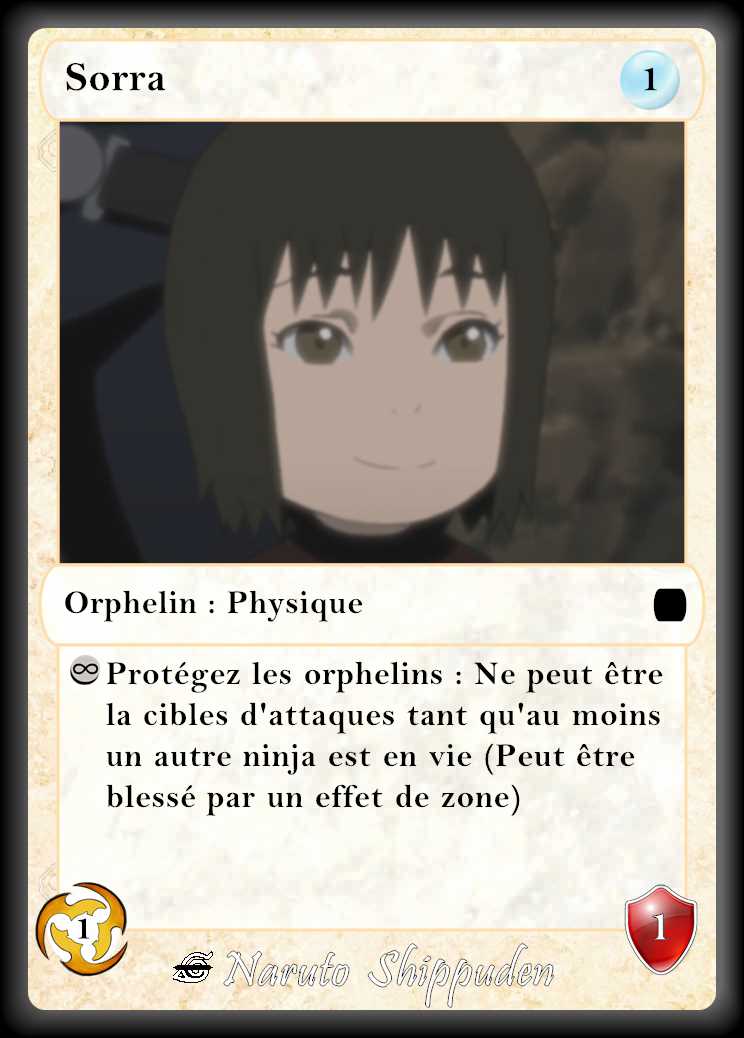 Sorra
1
Orphelin : Physique
Protégez les orphelins : Ne peut être
la cibles d'attaques tant qu'au moins
un autre ninja est en vie (Peut être
blessé par un effet de zone)
1
1
Naruto Shippuden